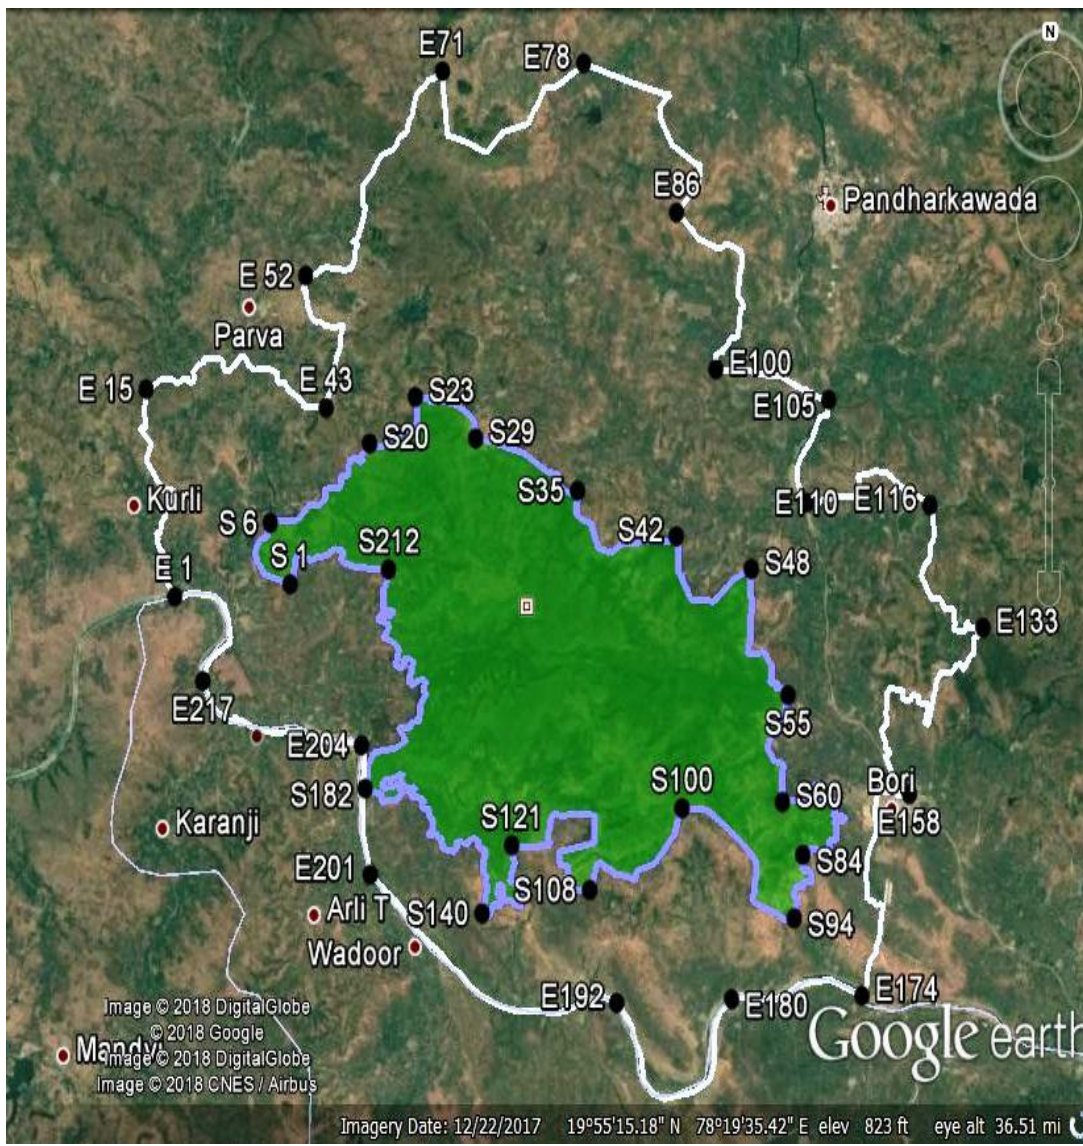 N
E71
E78
E86
Pandharkawada
E 52
Parva
E 15
E 43
S23
E100
E105
S20
S29
S35
Kurli
S 6
E110
E116
S42
S212
S48
S 1
E 1
E133
E217
S55
E204
S182
S100
S60
Bori
E158
Karanji
S121
S84
E201
S108
S140
S94
Arli T
Wadoor
E192
E180
E174
Image © 2018 DigitalGlobe
© 2018 Google
Mandvi
Image © 2018 DigitalGlobe
Image © 2018 CNES / Airbus
Google earth
Imagery Date: 12/22/2017 19°55'15.18" N 78°19'35.42" E elev 823 ft eye alt 36.51 mi